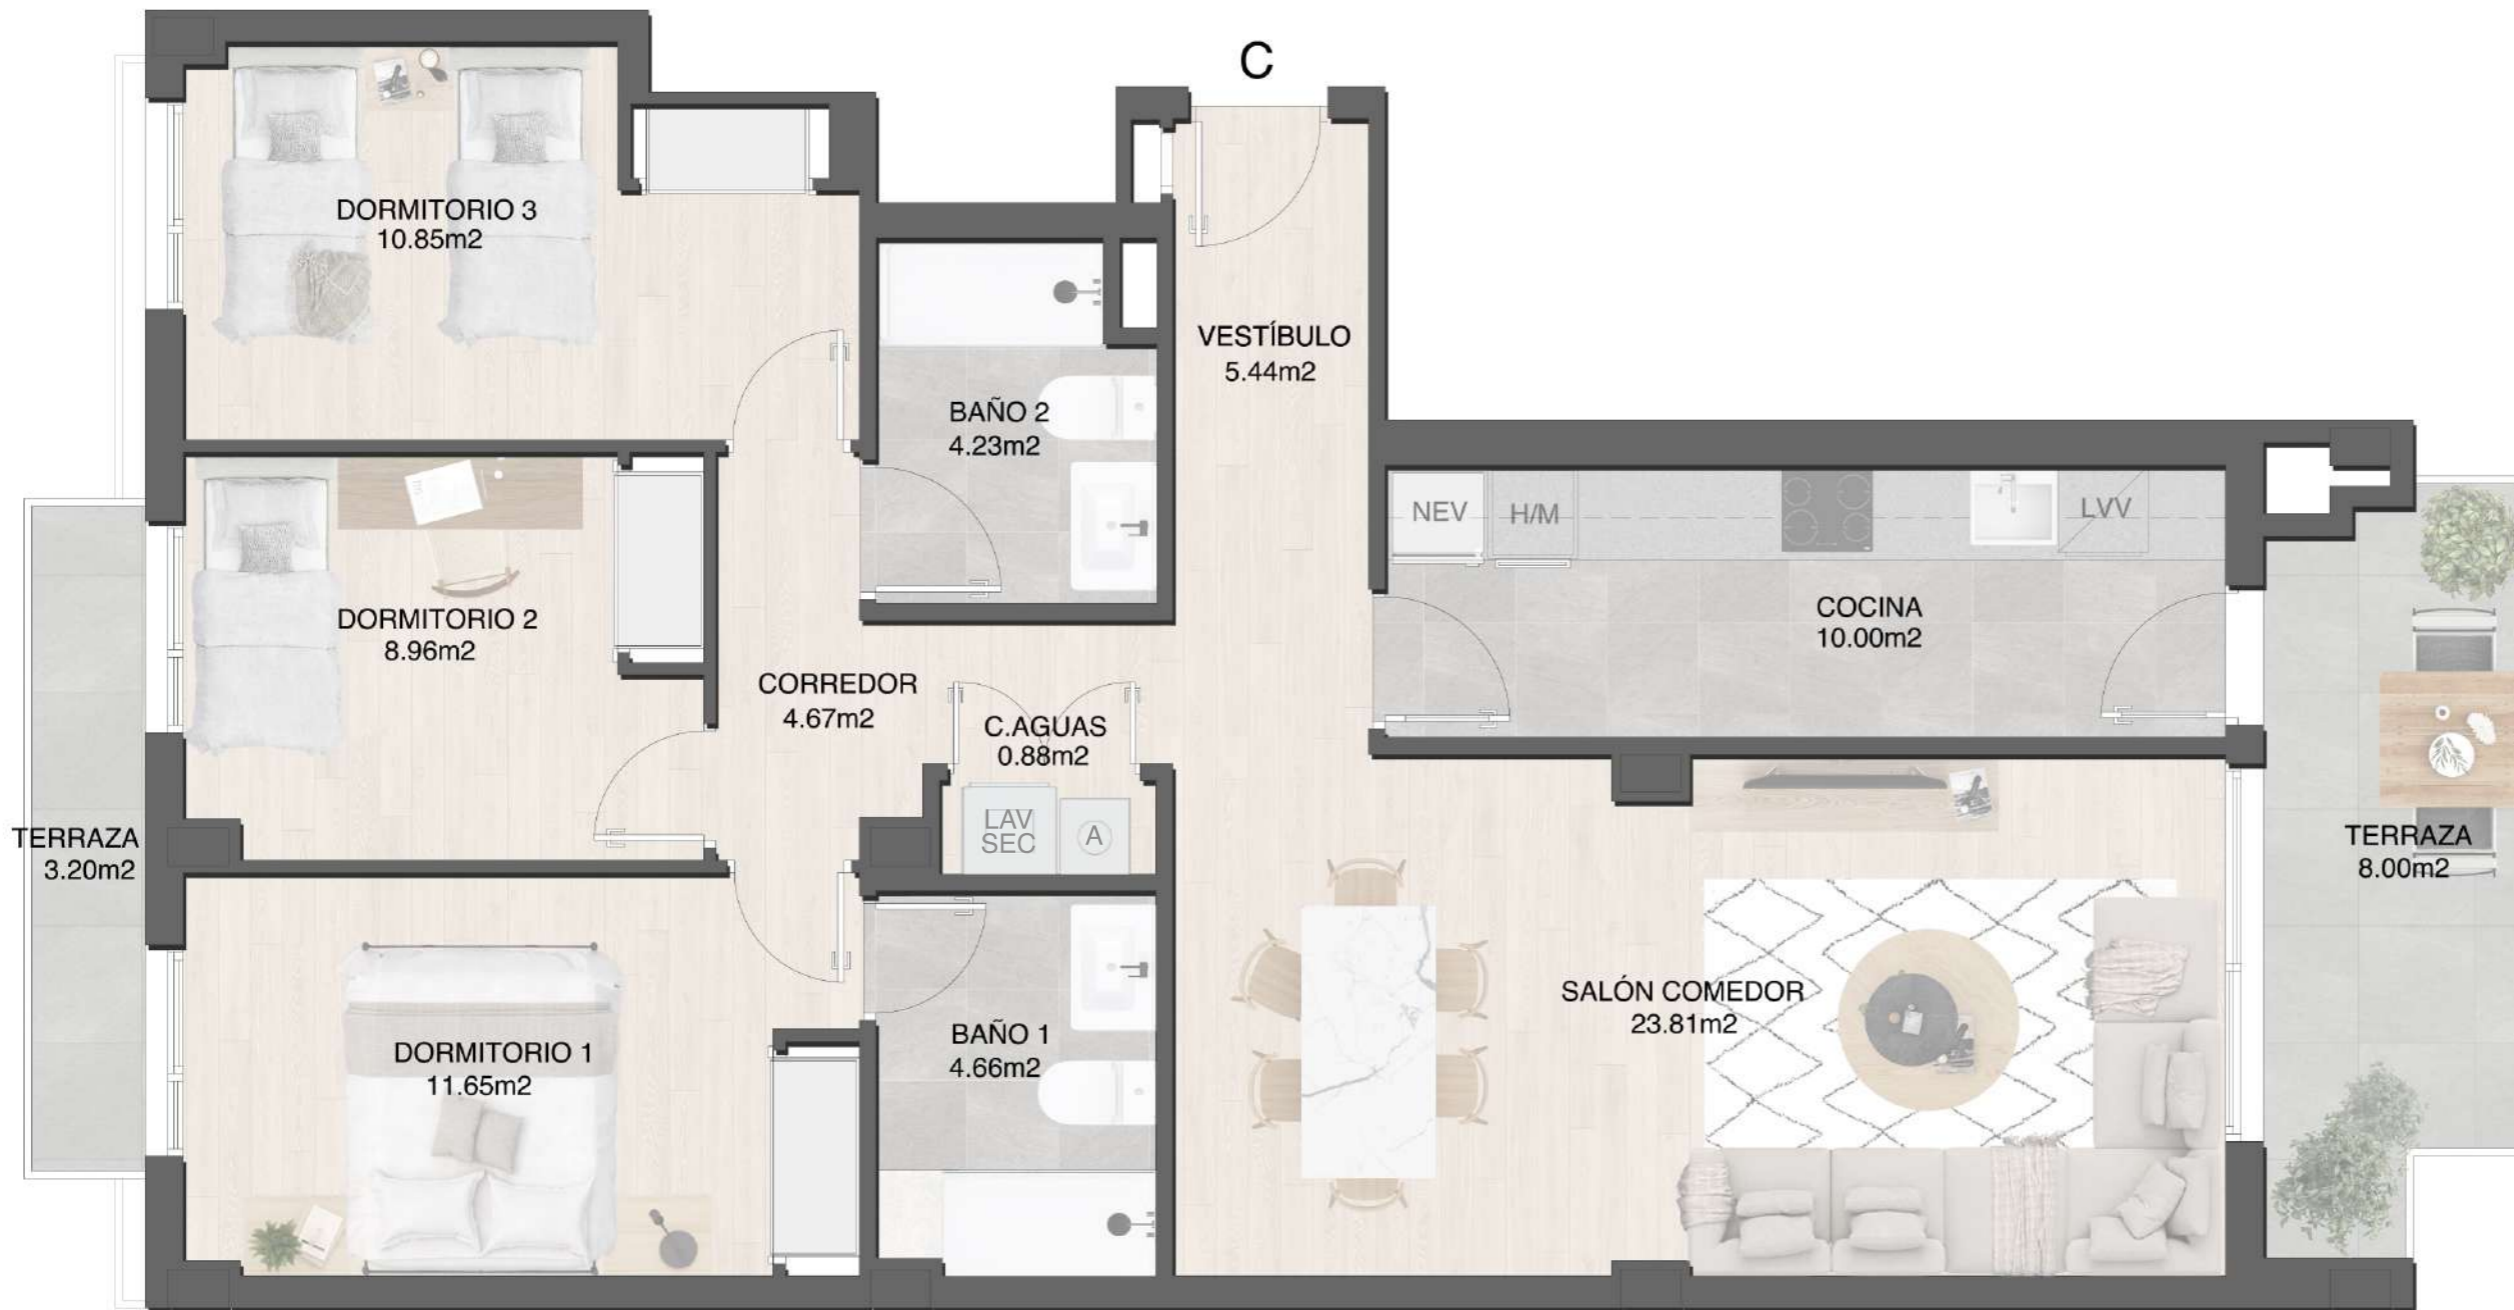 C
DORMITORIO 3
10.85m2
VESTÍBULO
5.44m2
BAÑO 2
4.23m2
NEV
H/M
LVV
COCINA
10.00m2
DORMITORIO 2
8.96m2
CORREDOR
4.67m2
C.AGUAS
0.88m2
LAV
SEC
A
TERRAZA
3.20m2
TERRAZA
8.00m2
SALÓN COMEDOR
23.81m2
BAÑO 1
4.66m2
DORMITORIO 1
11.65m2